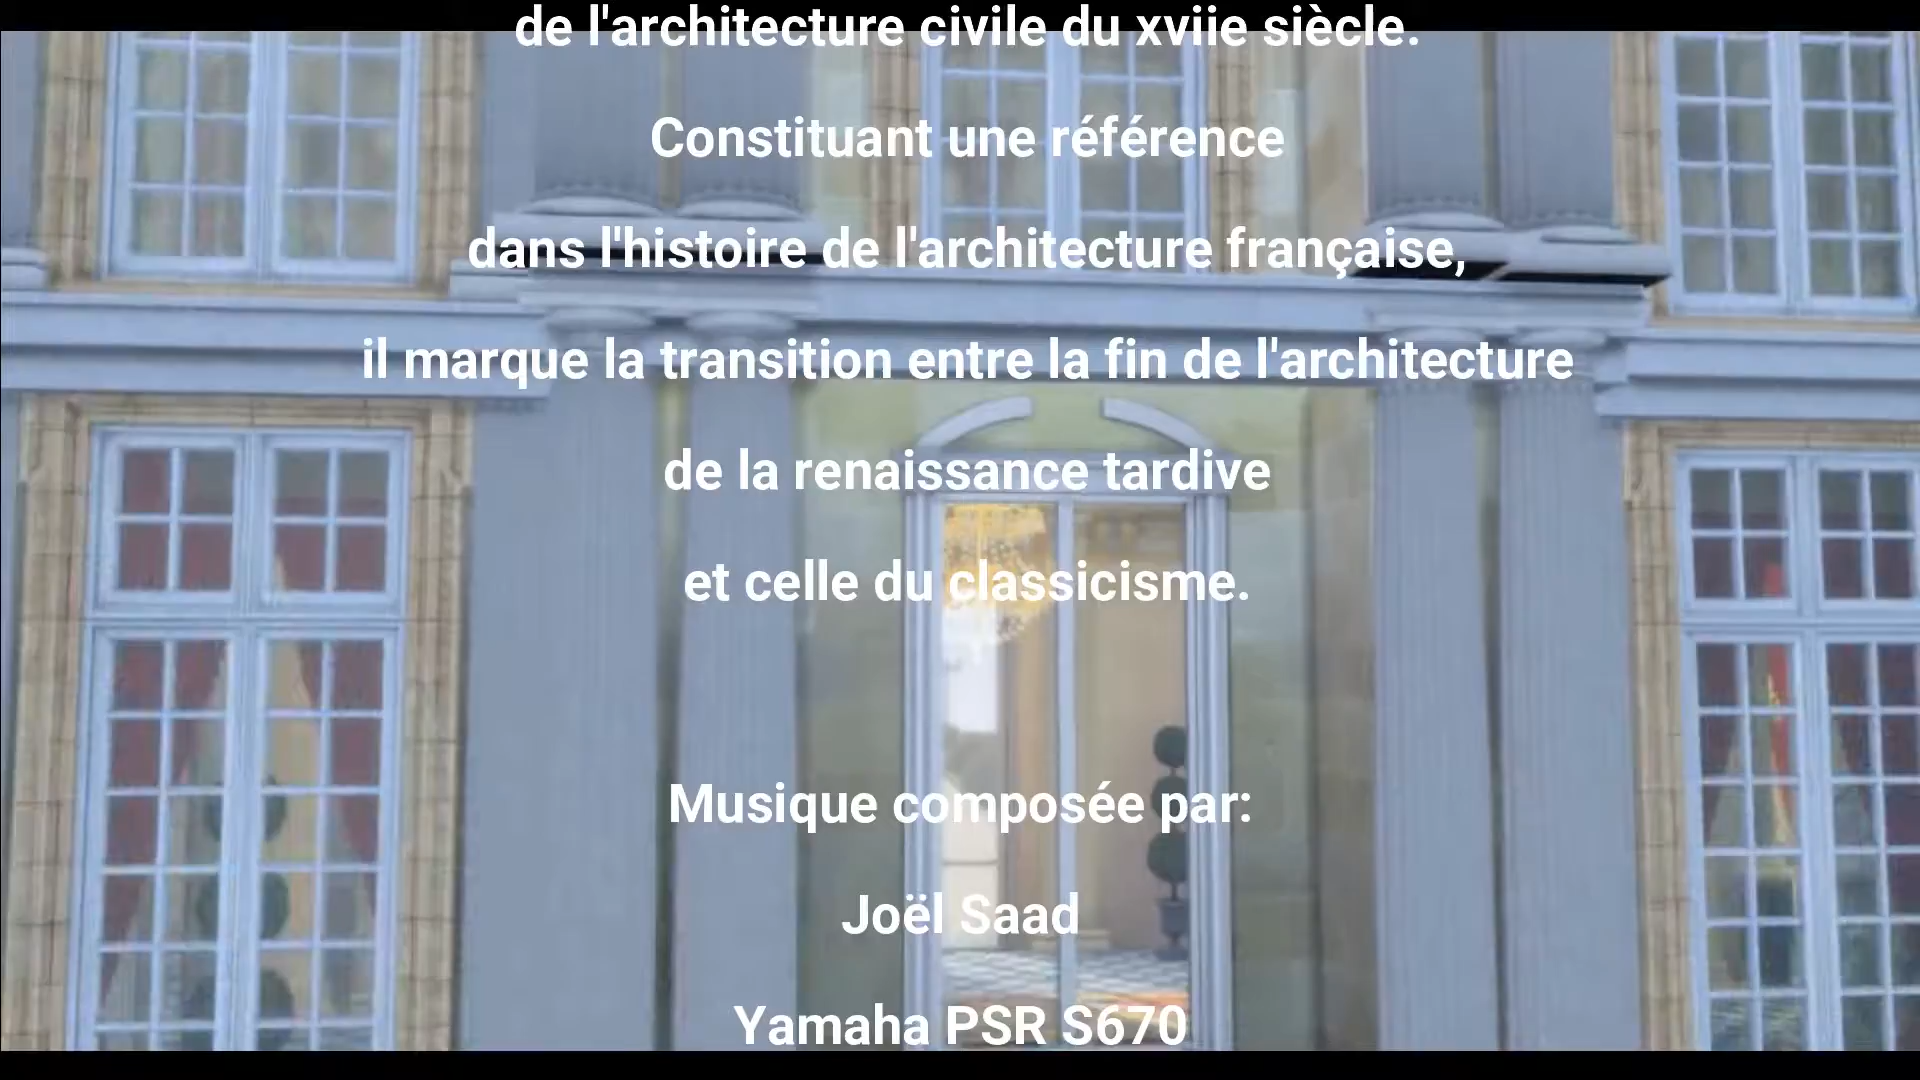 de l'architecture civile du xviie siècle.
Constituant une référence
dans l'histoire de l'architecture française,
il marque la transition entre la fin de l'architecture
de la renaissance tardive
et celle du classicisme.
Musique composée par:
Joël Saad
Yamaha PSR S670